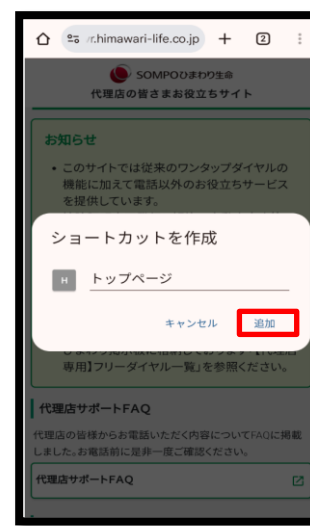 r.himawari-life.co.jp
2
SOMPOひまわり生命
代理店の皆さまお役立ちサイト
お知らせ
• このサイトでは従来のワンタップダイヤルの
機能に加えて電話以外のお役立ちサービス
を提供しています。
ショートカットを作成
H トップページ
キャンセル 追加
専用】フリーダイヤル一覧」を参照ください。
代理店サポートFAQ
代理店の皆様からお電話いただく内容についてFAQに掲載
しました。お電話前に是非一度ご確認ください。
代理店サポートFAQ